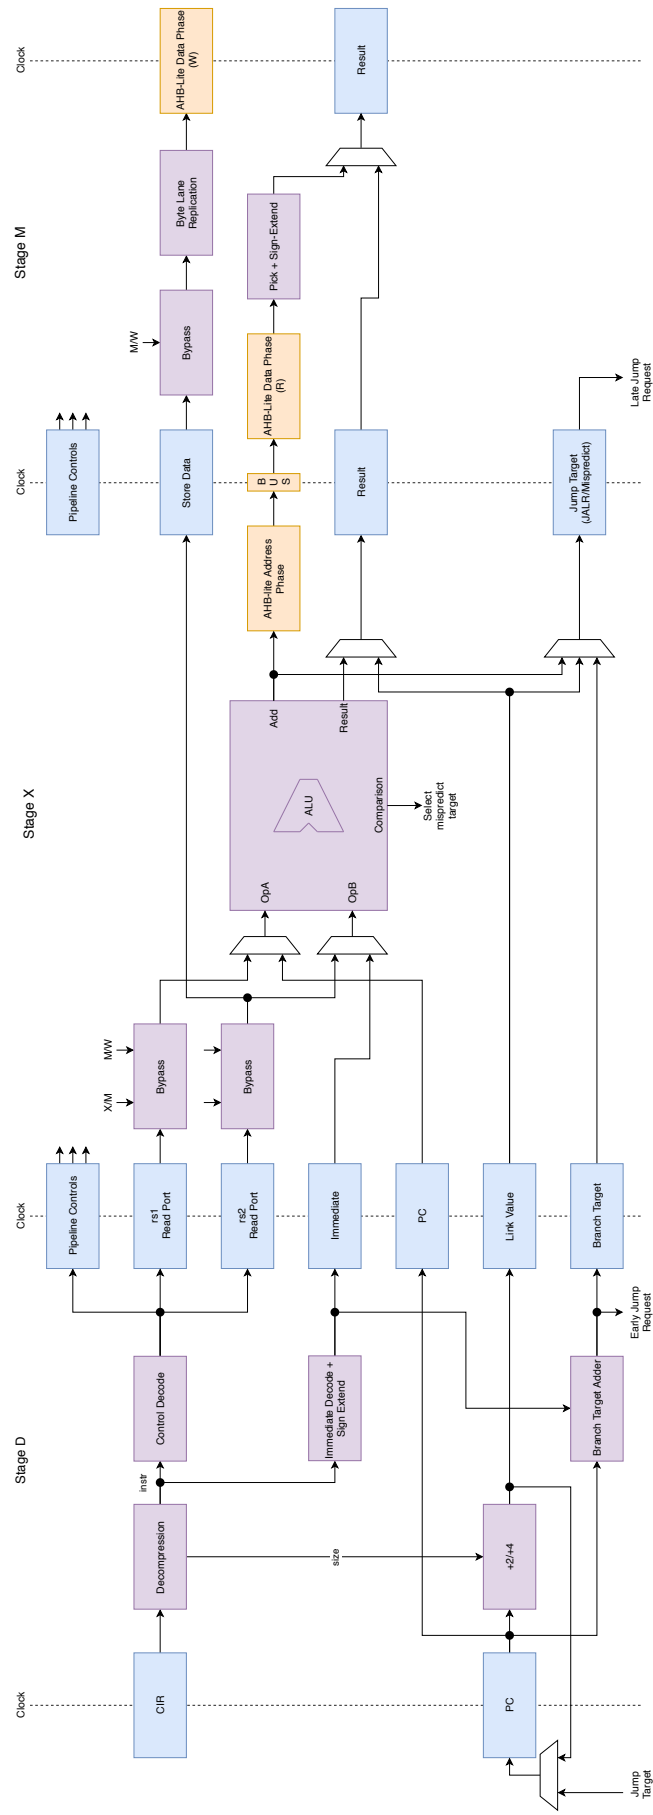 Stage D
Stage X
Stage M
Clock
Clock
Clock
Clock
CIR
Decompression
instr
Control Decode
Pipeline Controls
rs1
Read Port
rs2
Read Port
X/M
M/W
Bypass
Bypass
Pipeline Controls
Store Data
M/W
Bypass
Byte Lane
Replication
AHB-Lite Data Phase
(W)
size
Immediate Decode +
Sign Extend
Immediate
OpA
OpB
ALU
Add
Result
Comparison
Select
mispredict
target
AHB-lite Address
Phase
B
U
S
AHB-Lite Data Phase
(R)
Pick + Sign-Extend
Result
Result
PC
PC
+2/+4
Link Value
Branch Target Adder
Branch Target
Jump Target
(JALR/Mispredict)
Jump
Target
Early Jump
Request
Late Jump
Request